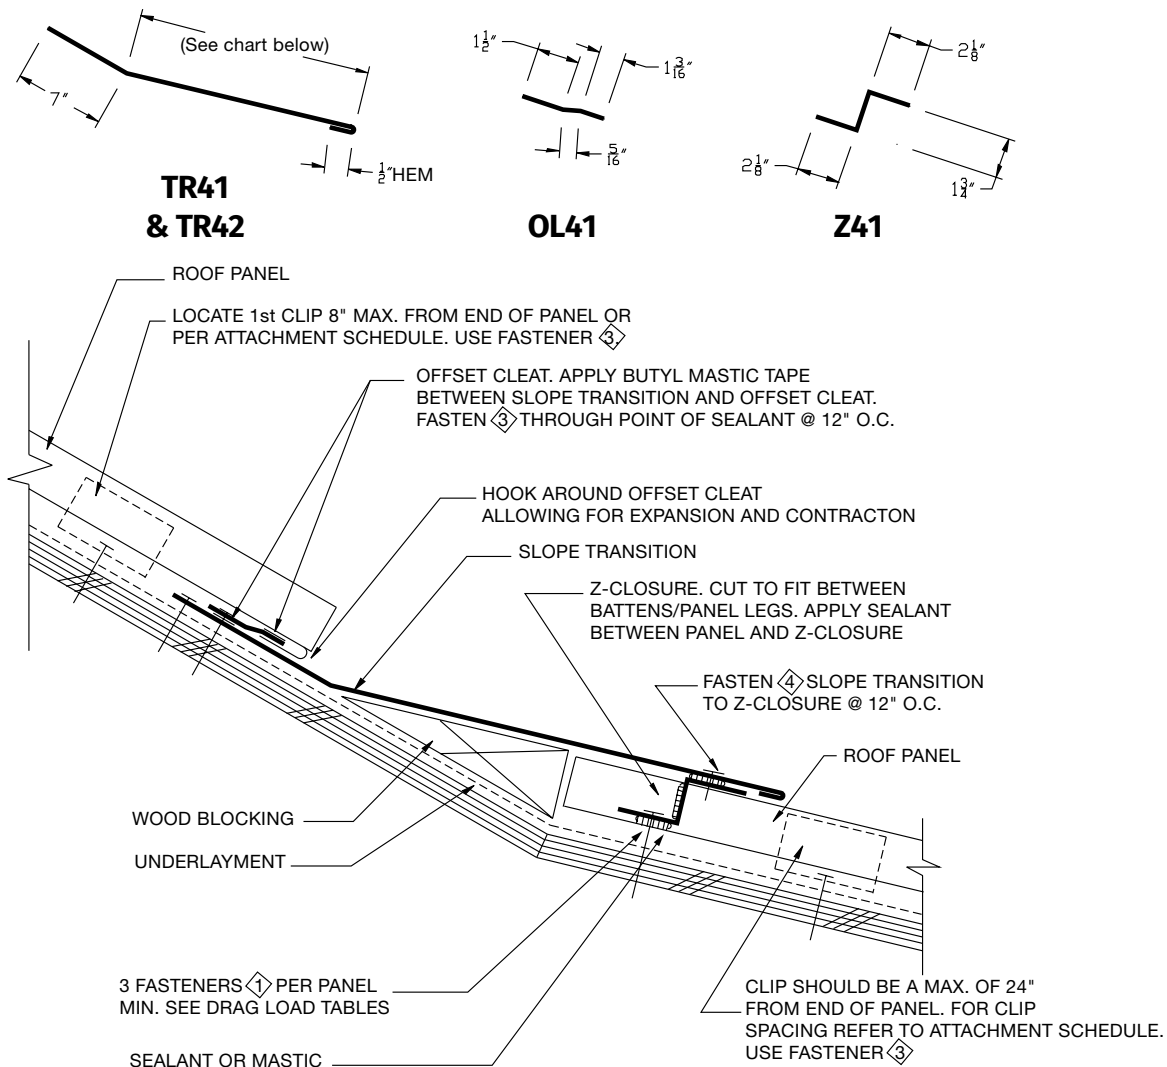 (See chart below)
7"
1/2" HEM
TR41
& TR42
1 1/2"
1 3/16"
5/16"
OL41
2 1/8"
2 1/8"
1 3/4"
Z41
ROOF PANEL
LOCATE 1st CLIP 8" MAX. FROM END OF PANEL OR
PER ATTACHMENT SCHEDULE. USE FASTENER 3.
OFFSET CLEAT. APPLY BUTYL MASTIC TAPE
BETWEEN SLOPE TRANSITION AND OFFSET CLEAT.
FASTEN 3 THROUGH POINT OF SEALANT @ 12" O.C.
HOOK AROUND OFFSET CLEAT
ALLOWING FOR EXPANSION AND CONTRACTON
SLOPE TRANSITION
Z-CLOSURE. CUT TO FIT BETWEEN
BATTENS/PANEL LEGS. APPLY SEALANT
BETWEEN PANEL AND Z-CLOSURE
FASTEN 4 SLOPE TRANSITION
TO Z-CLOSURE @ 12" O.C.
ROOF PANEL
WOOD BLOCKING
UNDERLAYMENT
3 FASTENERS 1 PER PANEL
MIN. SEE DRAG LOAD TABLES
SEALANT OR MASTIC
CLIP SHOULD BE A MAX. OF 24"
FROM END OF PANEL. FOR CLIP
SPACING REFER TO ATTACHMENT SCHEDULE.
USE FASTENER 3